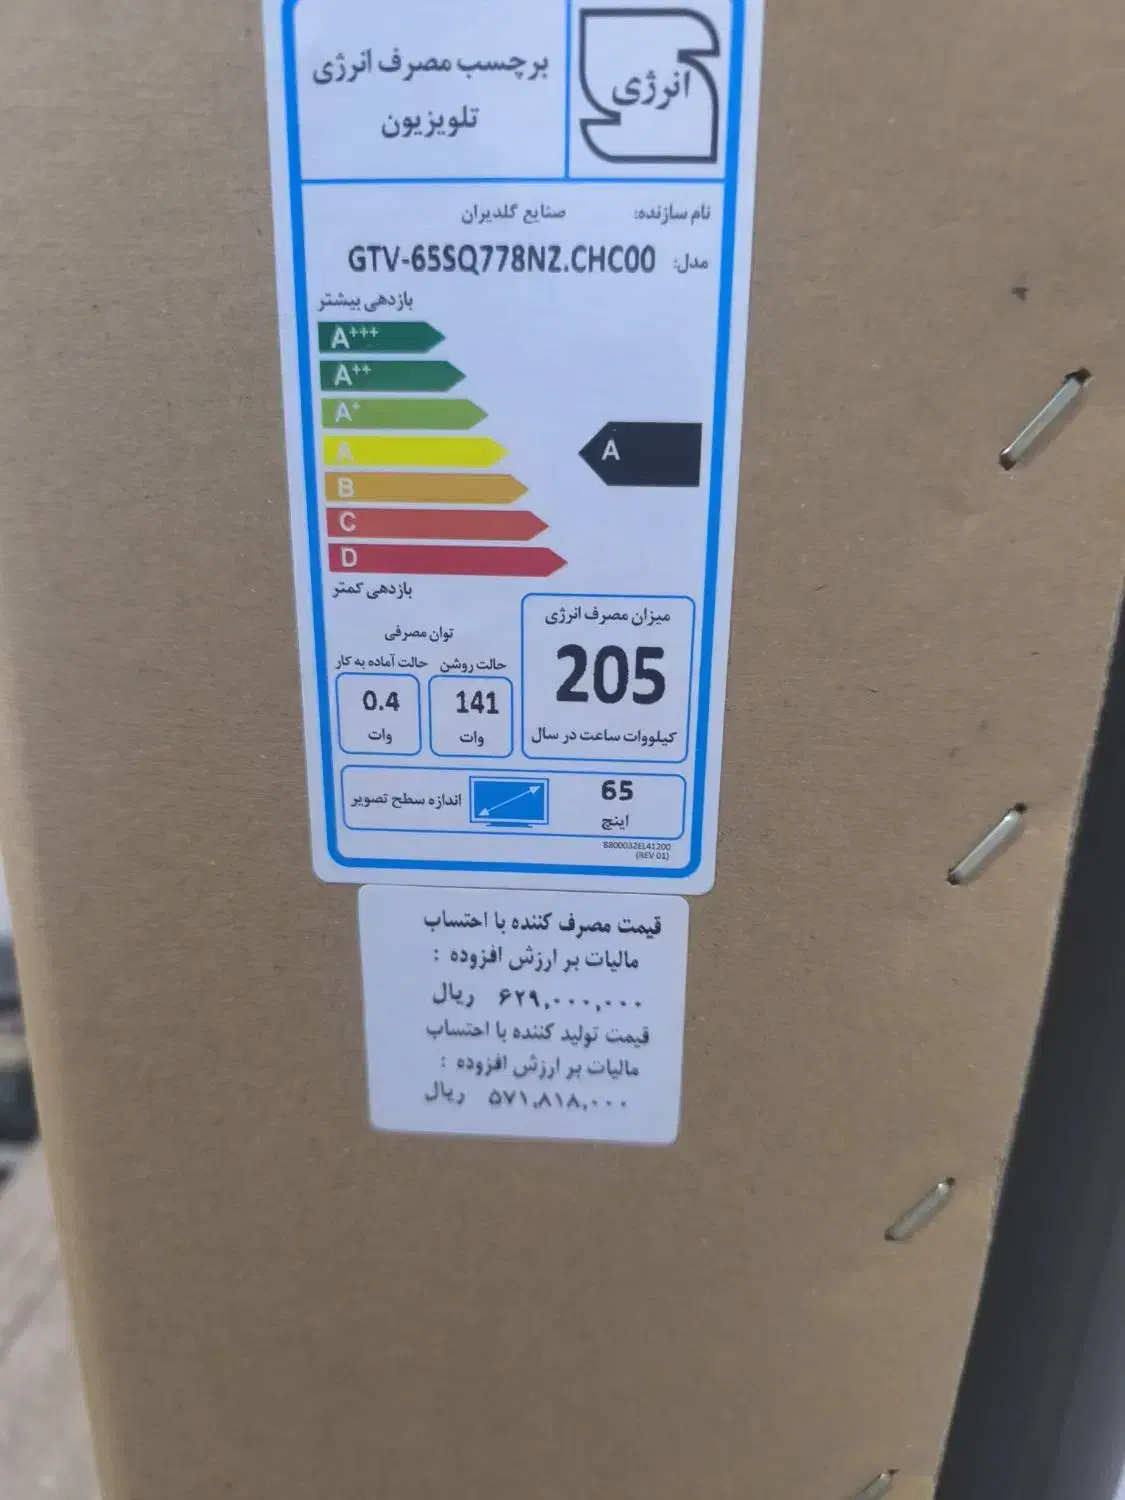 برچسب مصرف انرژی
تلویزیون
انرژی
نام سازنده: صنایع گلدیران
مدل: GTV-65SQ778NZ.CHC00
بازدهی بیشتر
A+++
A++
A+
A
A
B
C
D
بازدهی کمتر
توان مصرفی
حالت روشن حالت آماده به کار
141 0.4
وات وات
میزان مصرف انرژی
205
کیلووات ساعت در سال
65
اینچ
اندازه سطح تصویر
8800032EL41200
(REV 01)
قیمت مصرف کننده با احتساب
مالیات بر ارزش افزوده :
۶۲۹,۰۰۰,۰۰۰ ریال
قیمت تولید کننده با احتساب
مالیات بر ارزش افزوده :
۵۷۱,۸۱۸,۰۰۰ ریال